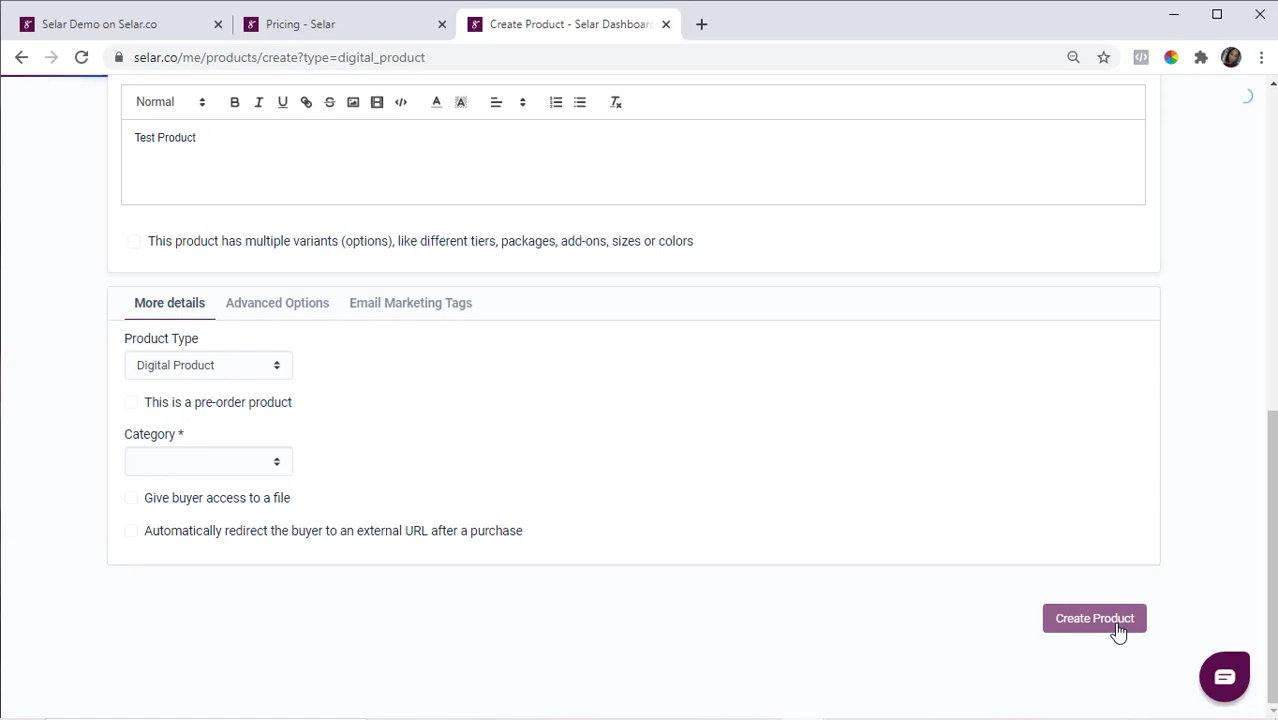 Selar Demo on Selar.co
Pricing - Selar
Create Product - Selar Dashboar
selar.co/me/products/create?type=digital_product
Normal
Test Product
This product has multiple variants (options), like different tiers, packages, add-ons, sizes or colors
More details Advanced Options Email Marketing Tags
Product Type
Digital Product
This is a pre-order product
Category *
Give buyer access to a file
Automatically redirect the buyer to an external URL after a purchase
Create Product